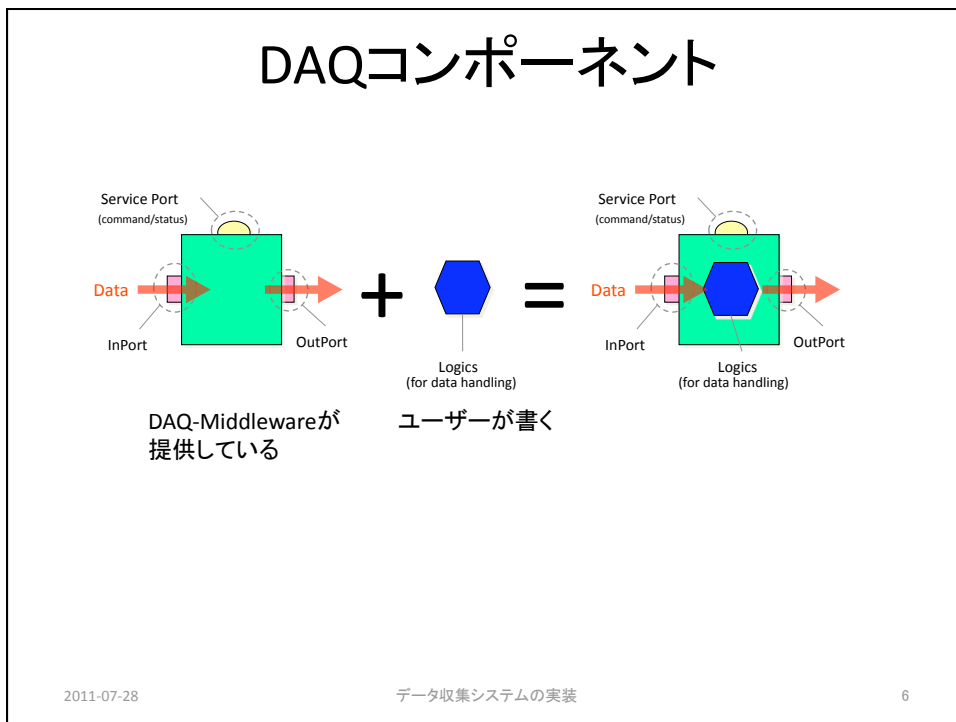 DAQコンポーネント
Service Port
(command/status)
Data
InPort
OutPort
+
Logics
(for data handling)
=
Service Port
(command/status)
Data
InPort
OutPort
Logics
(for data handling)
DAQ-Middlewareが
提供している
ユーザーが書く
2011-07-28
データ収集システムの実装
6